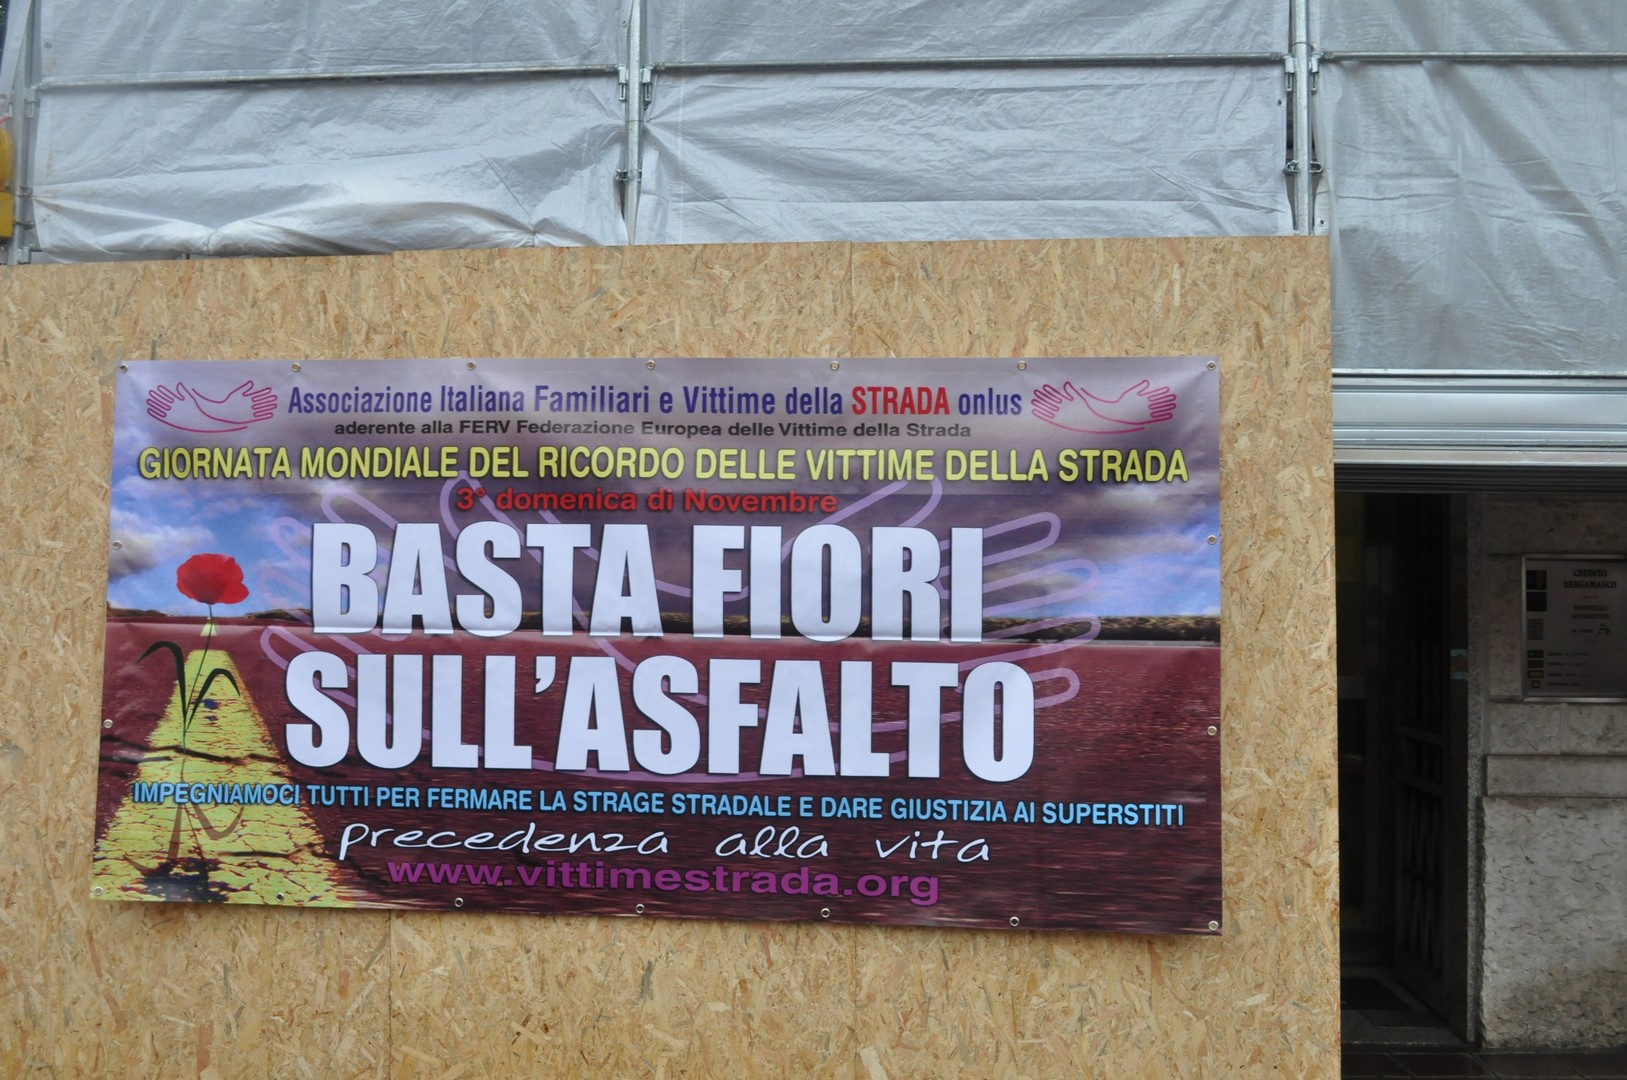 Associazione Italiana Familiari e Vittime della STRADA onlus
aderente alla FERV Federazione Europea delle Vittime della Strada
GIORNATA MONDIALE DEL RICORDO DELLE VITTIME DELLA STRADA
3° domenica di Novembre
BASTA FIORI
SULL'ASFALTO
IMPEGNIAMOCI TUTTI PER FERMARE LA STRAGE STRADALE E DARE GIUSTIZIA AI SUPERSTITI
precedenza alla vita
www.vittimestrada.org
CREDITO
BERGAMASCO